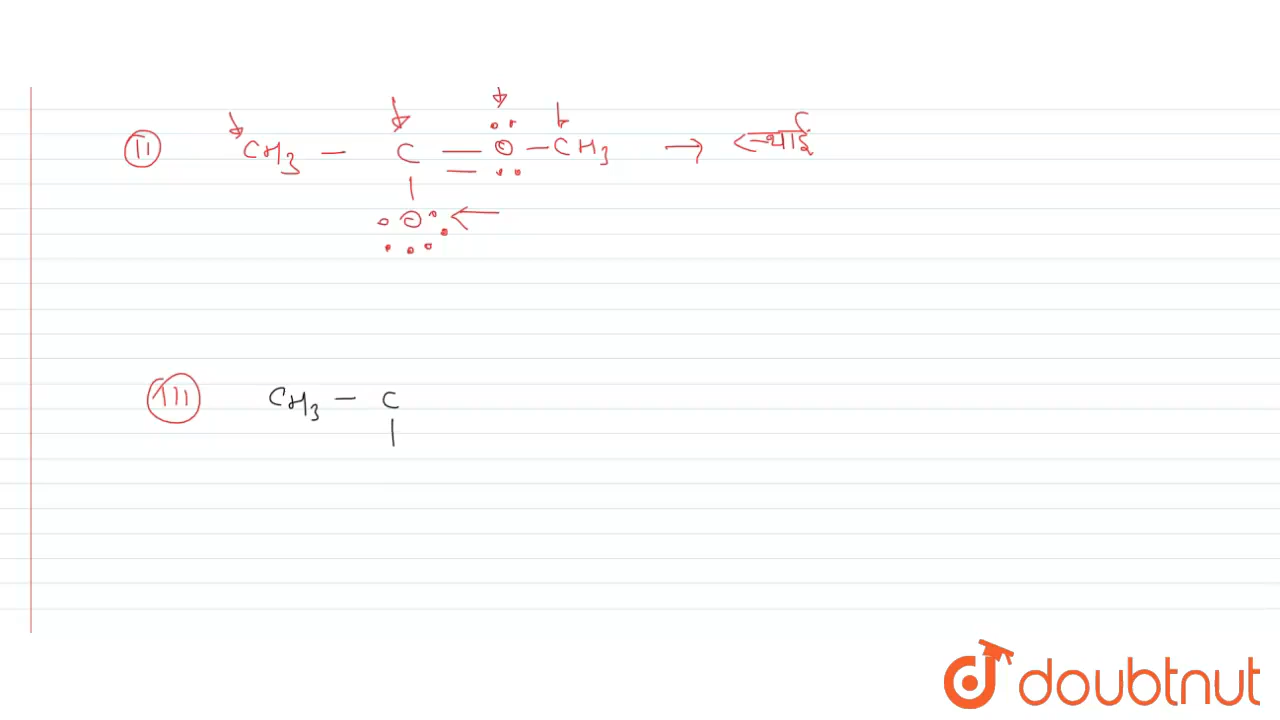 II CH3 - C = O - CH3 → स्थाई
|
O
III CH3 - C
|
doubtnut